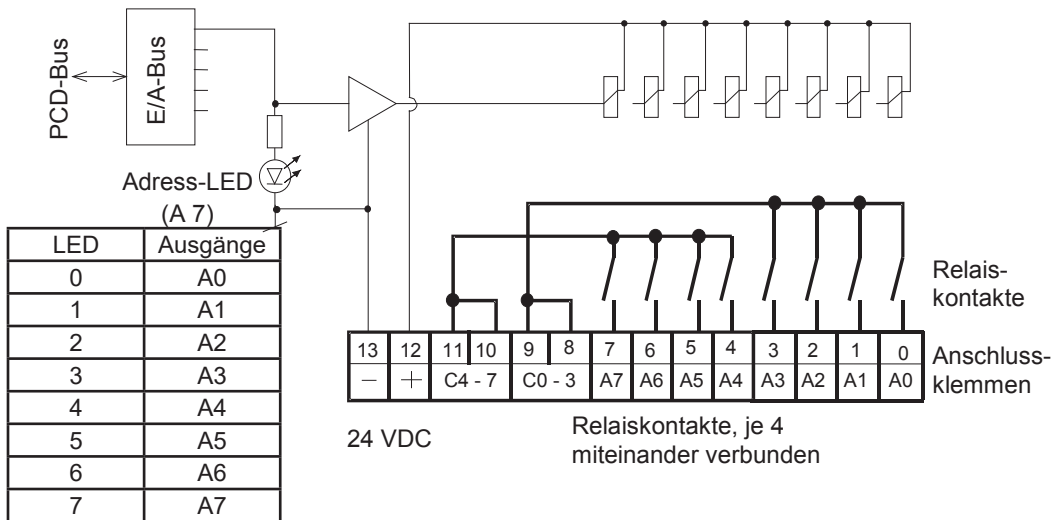 PCD-Bus
E/A-Bus
Adress-LED
(A 7)
LED Ausgänge
0 A0
1 A1
2 A2
3 A3
4 A4
5 A5
6 A6
7 A7
Relais-
kontakte
13 12 11 10 9 8 7 6 5 4 3 2 1 0
− + C4 - 7 C0 - 3 A7 A6 A5 A4 A3 A2 A1 A0
Anschluss-
klemmen
24 VDC
Relaiskontakte, je 4
miteinander verbunden